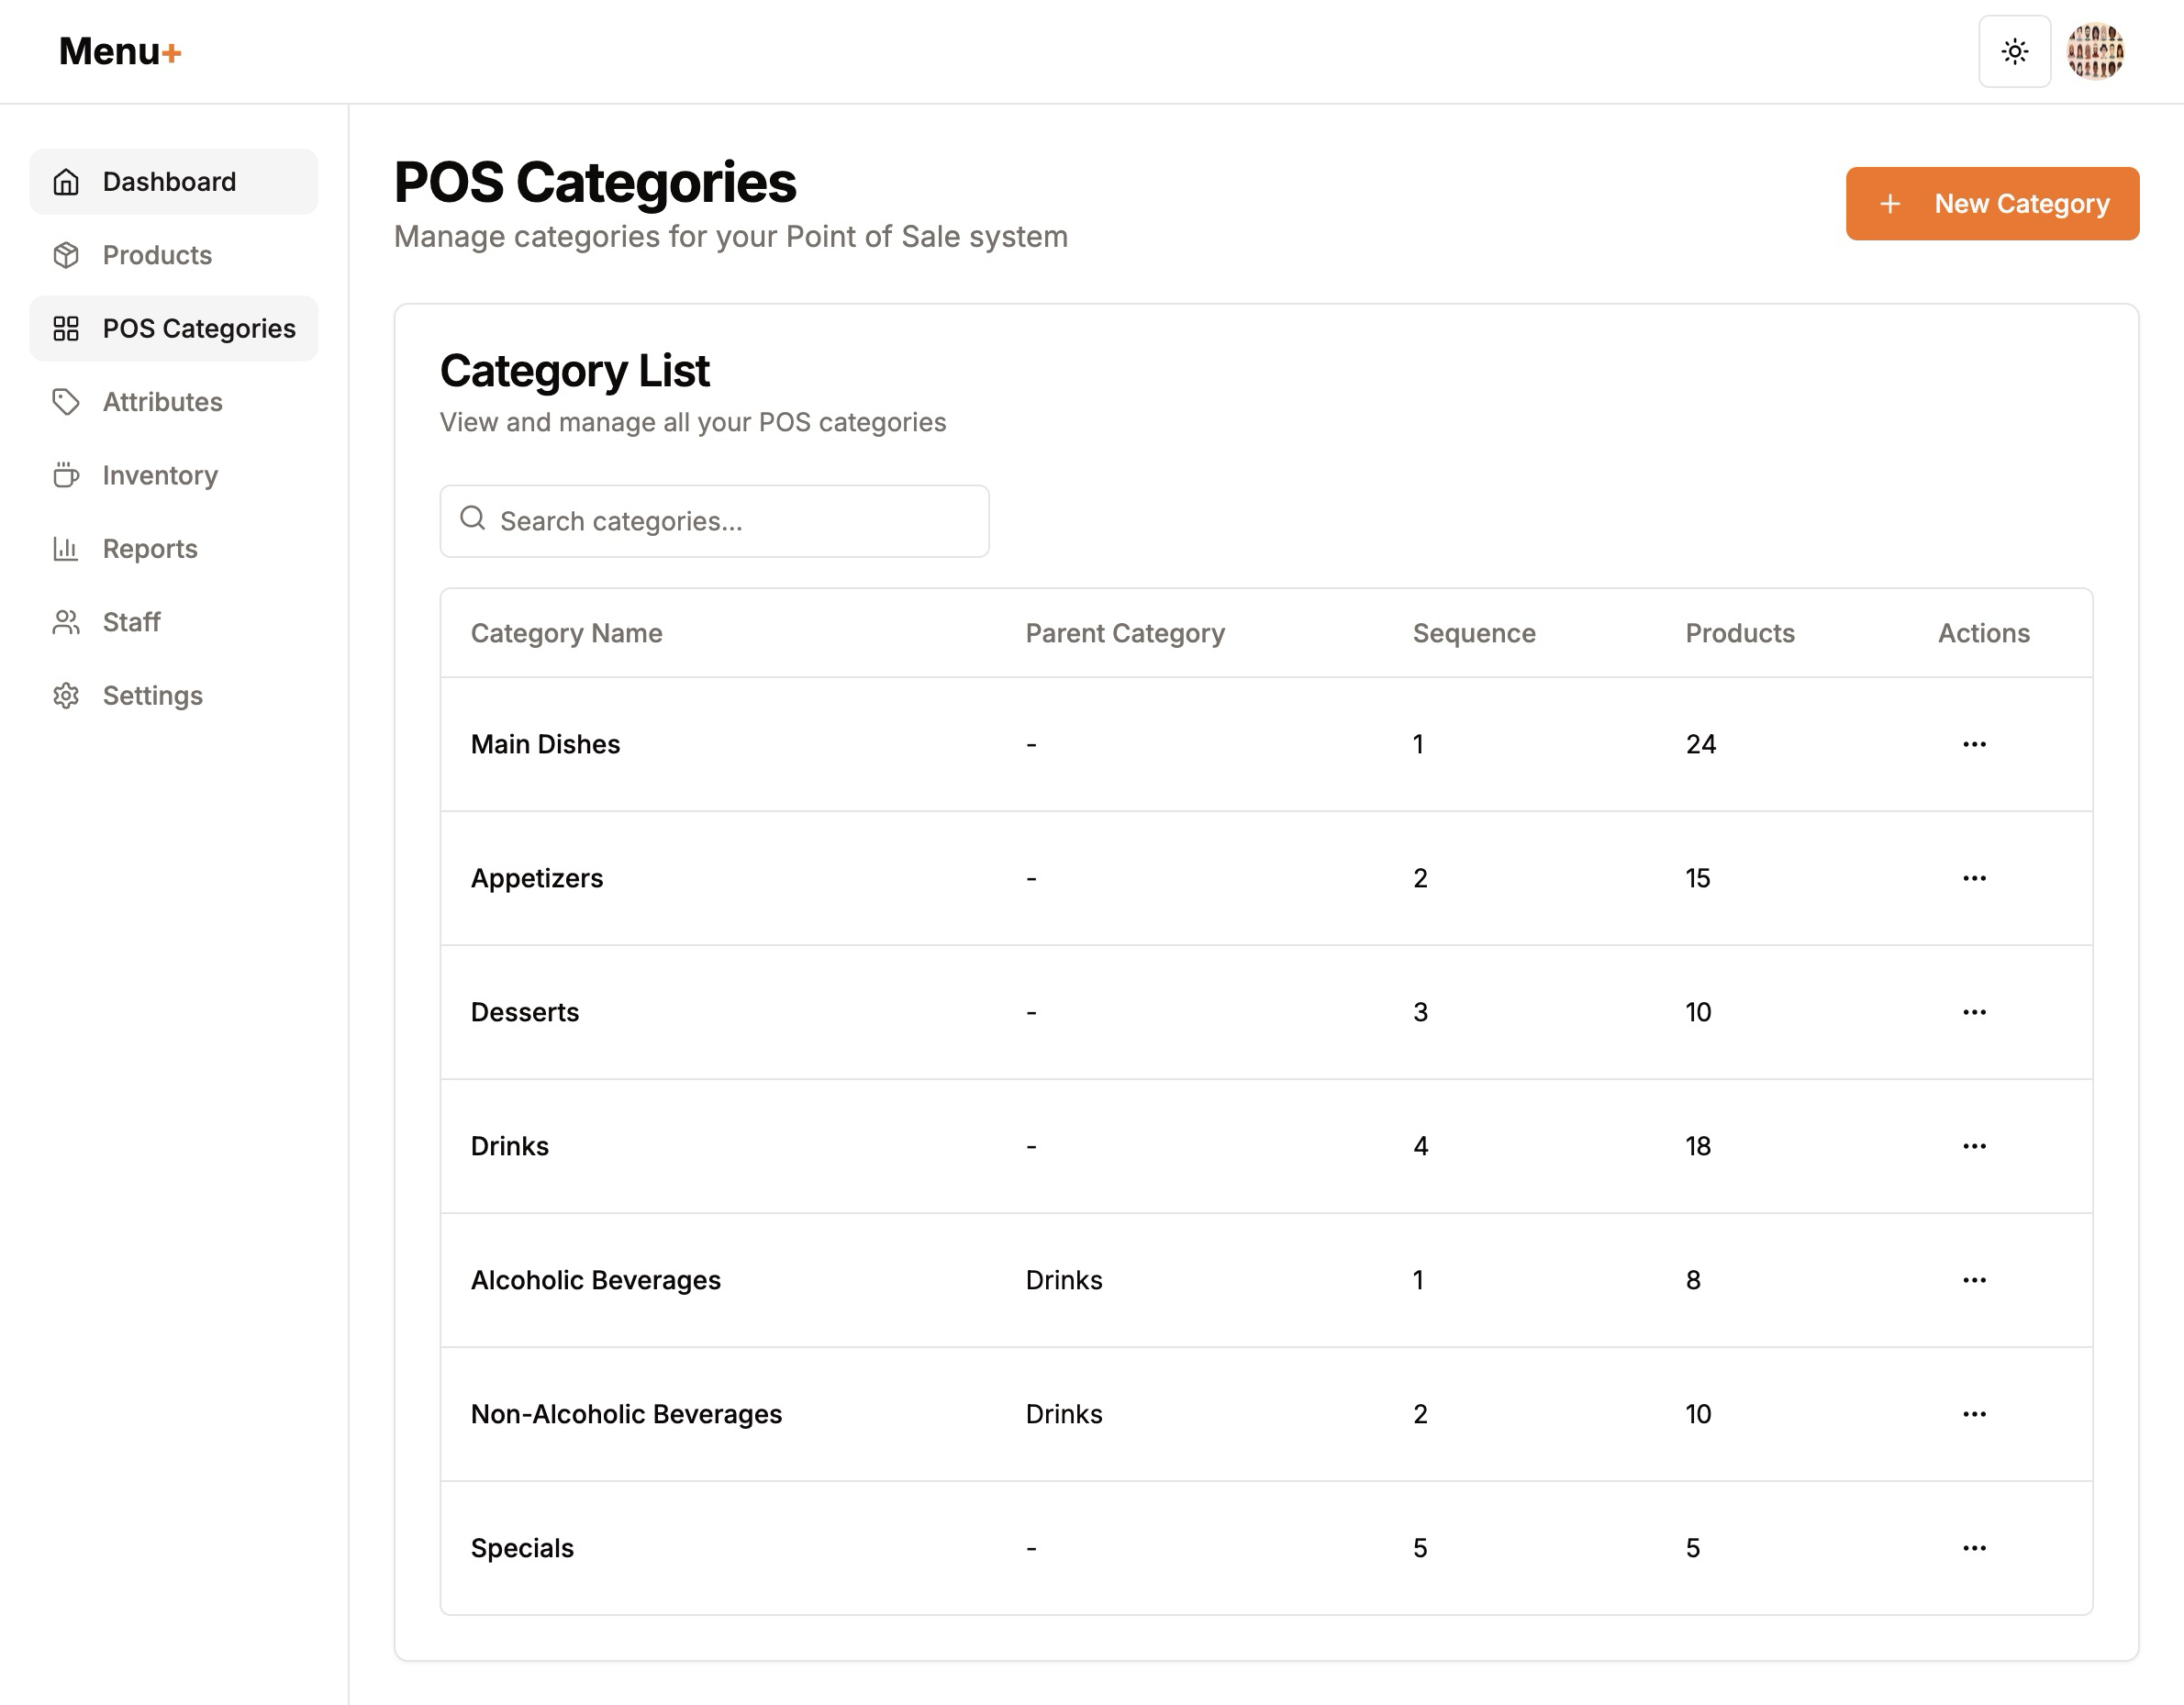 Menu+
Dashboard
Products
POS Categories
Attributes
Inventory
Reports
Staff
Settings
POS Categories
Manage categories for your Point of Sale system
+ New Category
Category List
View and manage all your POS categories
Search categories...
Category Name Parent Category Sequence Products Actions
Main Dishes - 1 24 ...
Appetizers - 2 15 ...
Desserts - 3 10 ...
Drinks - 4 18 ...
Alcoholic Beverages Drinks 1 8 ...
Non-Alcoholic Beverages Drinks 2 10 ...
Specials - 5 5 ...